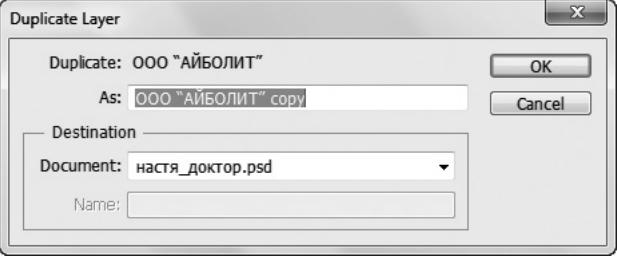 Duplicate Layer
Duplicate: ООО "АЙБОЛИТ"
OK
As: ООО "АЙБОЛИТ" copy
Cancel
Destination
Document: настя_доктор.psd
Name: